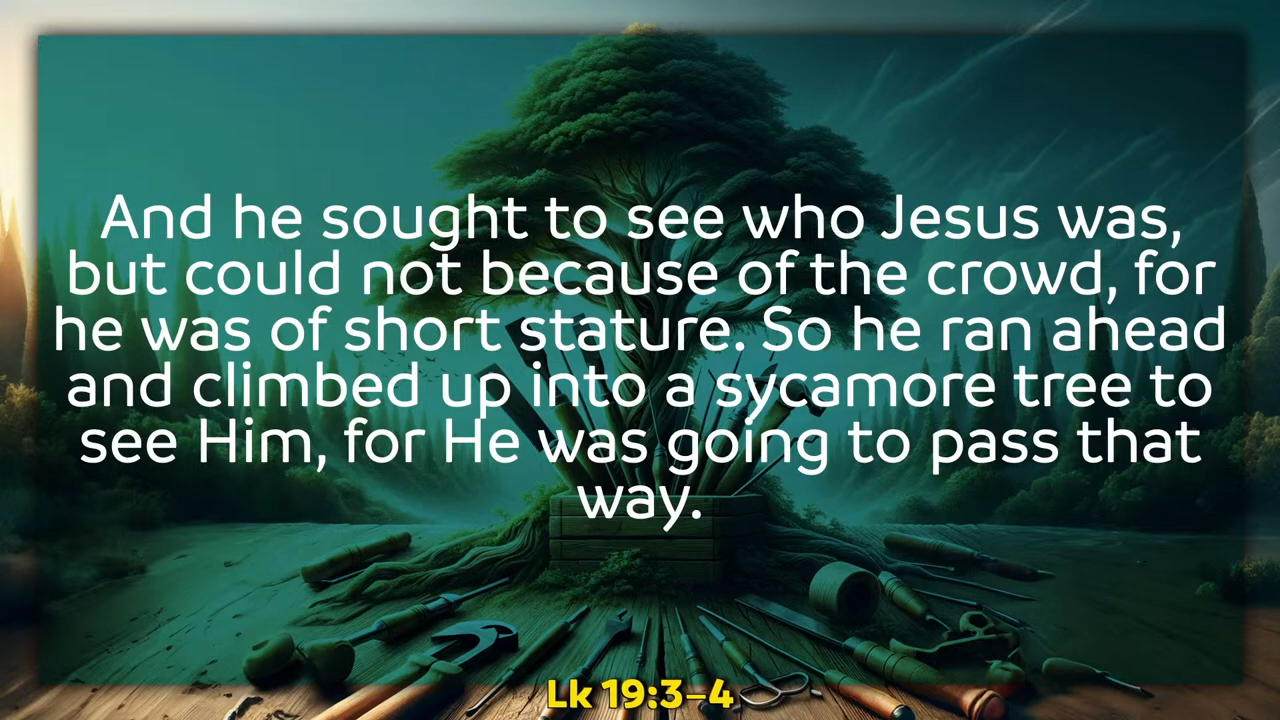 And he sought to see who Jesus was,
but could not because of the crowd, for
he was of short stature. So he ran ahead
and climbed up into a sycamore tree to
see Him, for He was going to pass that
way.
Lk 19:3–4